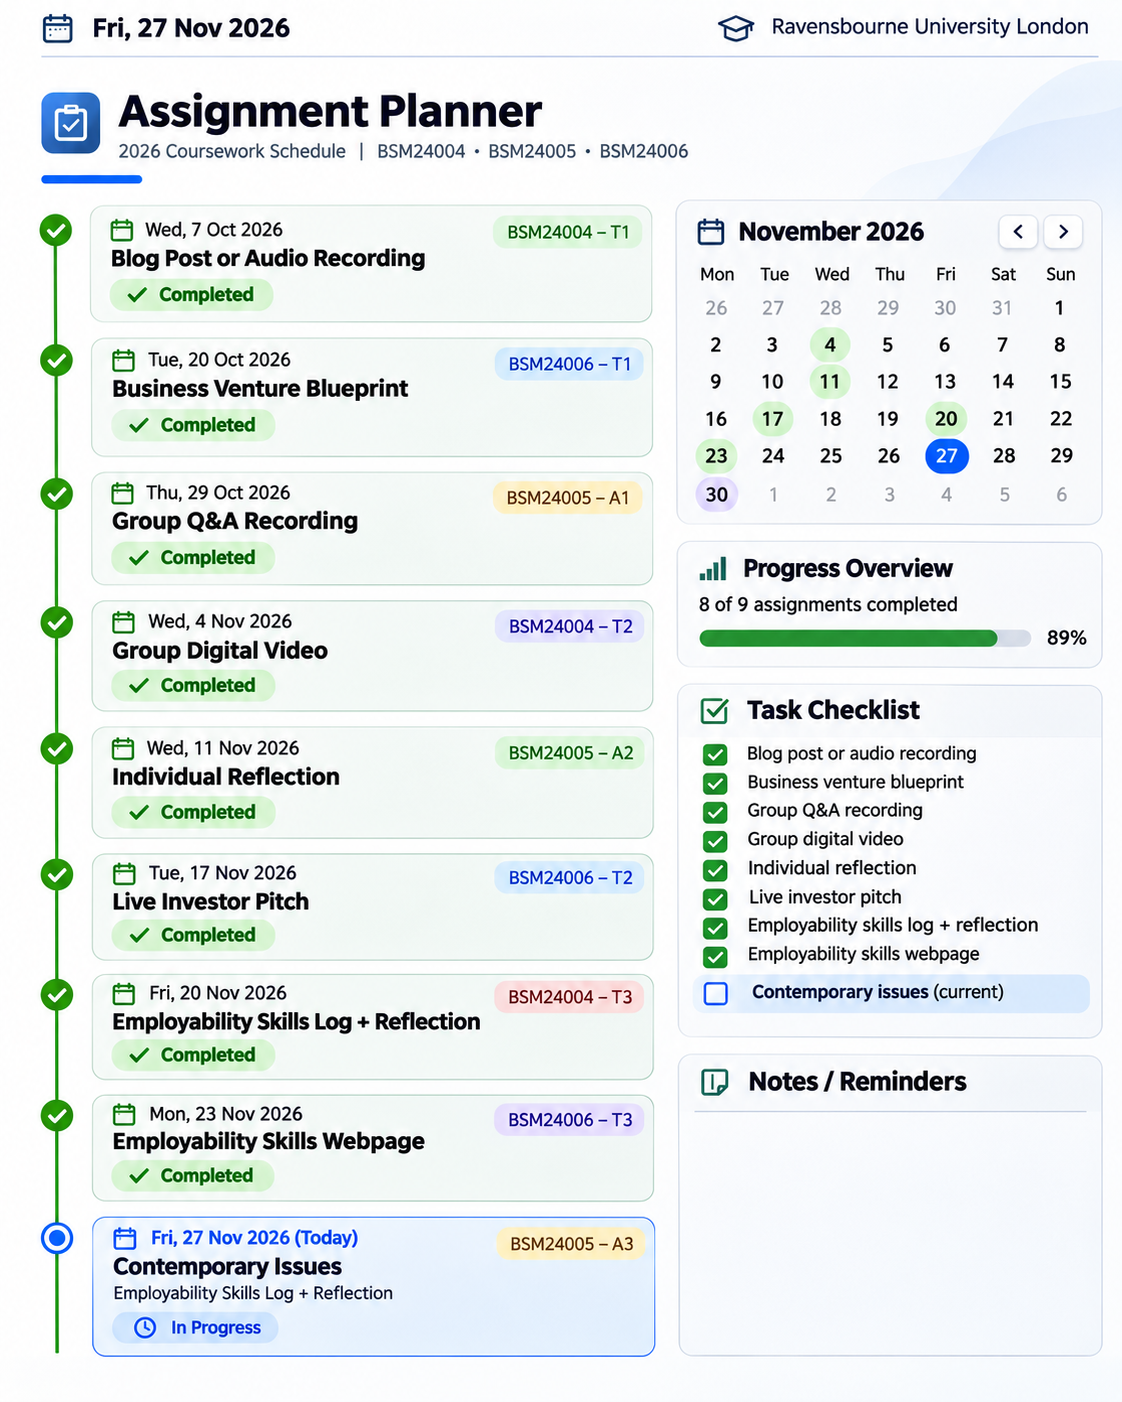 Fri, 27 Nov 2026
Ravensbourne University London
Assignment Planner
2026 Coursework Schedule | BSM24004 • BSM24005 • BSM24006
Wed, 7 Oct 2026
BSM24004 – T1
Blog Post or Audio Recording
Completed
Tue, 20 Oct 2026
BSM24006 – T1
Business Venture Blueprint
Completed
Thu, 29 Oct 2026
BSM24005 – A1
Group Q&A Recording
Completed
Wed, 4 Nov 2026
BSM24004 – T2
Group Digital Video
Completed
Wed, 11 Nov 2026
BSM24005 – A2
Individual Reflection
Completed
Tue, 17 Nov 2026
BSM24006 – T2
Live Investor Pitch
Completed
Fri, 20 Nov 2026
BSM24004 – T3
Employability Skills Log + Reflection
Completed
Mon, 23 Nov 2026
BSM24006 – T3
Employability Skills Webpage
Completed
Fri, 27 Nov 2026 (Today)
BSM24005 – A3
Contemporary Issues
Employability Skills Log + Reflection
In Progress
November 2026
Mon Tue Wed Thu Fri Sat Sun
26 27 28 29 30 31 1
2 3 4 5 6 7 8
9 10 11 12 13 14 15
16 17 18 19 20 21 22
23 24 25 26 27 28 29
30 1 2 3 4 5 6
Progress Overview
8 of 9 assignments completed
89%
Task Checklist
Blog post or audio recording
Business venture blueprint
Group Q&A recording
Group digital video
Individual reflection
Live investor pitch
Employability skills log + reflection
Employability skills webpage
Contemporary issues (current)
Notes / Reminders